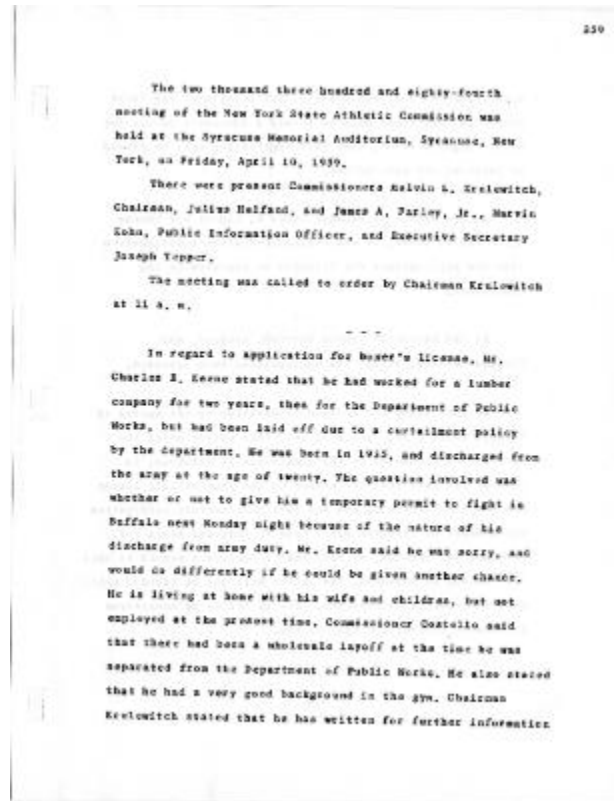 350
The two thousand three hundred and eighty-fourth
meeting of the New York State Athletic Commission was
held at the Syracuse Memorial Auditorium, Syracuse, New
York, on Friday, April 10, 1959.
There were present Commissioners Melvin L. Krulewitch,
Chairman, Julius Helfand, and James A. Farley, Jr., Marvin
Kohn, Public Information Officer, and Executive Secretary
Joseph
The meeting was called to order by Chairman Krulewitch
at 11 a. m.
- - -
In regard to application for boxer's license, Mr.
Charles E. Keene stated that he had worked for a lumber
company for two years, then for the Department of Public
Works, but had been laid off due to a curtailment policy
by the department. He was born in 1935, and discharged from
the army at the age of twenty. The question involved was
whether or not to give him a temporary permit to fight in
Buffalo next Monday night because of the nature of his
discharge from army duty. Mr. Keene said he was sorry, and
would do differently if he could be given another chance.
He is living at home with his wife and children, but not
employed at the present time. Commissioner Costello said
that there had been a wholesale layoff at the time he was
separated from the Department of Public Works. He also stated
that he had a very good background in the gym. Chairman
Krulewitch stated that he has written for further information